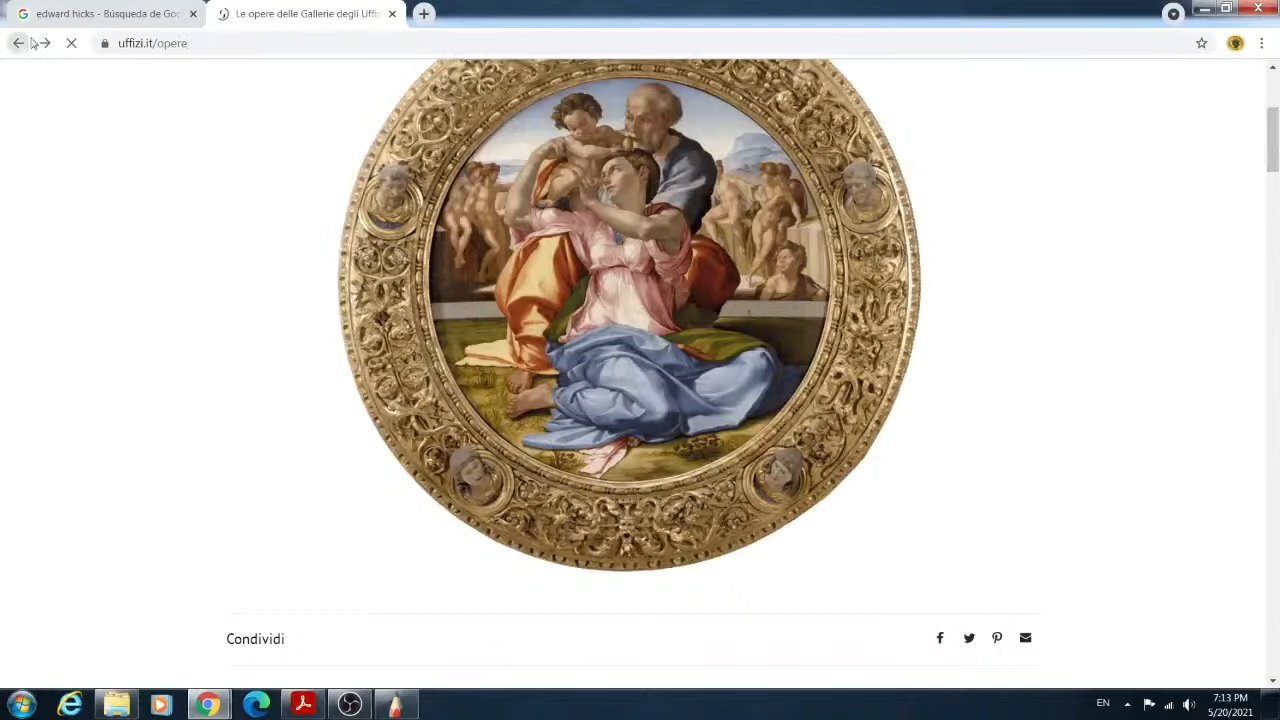 edward hicks - Búsqueda de Goo
Le opere delle Gallerie degli Uffiz
uffizi.it/opere
Condividi
EN
7:13 PM
5/20/2021